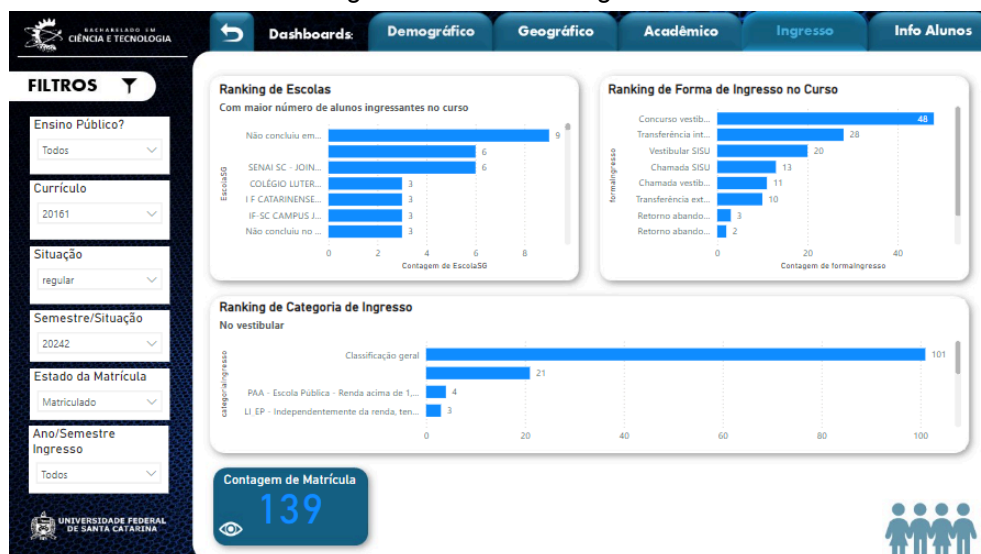 BACHARELADO EM
CIÊNCIA E TECNOLOGIA
Dashboards:
Demográfico
Geográfico
Acadêmico
Ingresso
Info Alunos
FILTROS
Ensino Público?
Todos
Currículo
20161
Situação
regular
Semestre/Situação
20242
Estado da Matrícula
Matriculado
Ano/Semestre
Ingresso
Todos
UNIVERSIDADE FEDERAL
DE SANTA CATARINA
Ranking de Escolas
Com maior número de alunos ingressantes no curso
EscolaSG
Não concluiu em... 9
6
SENAI SC - JOIN... 6
COLÉGIO LUTER... 3
I F CATARINENSE... 3
IF-SC CAMPUS J... 3
Não concluiu no ... 3
0 2 4 6 8
Contagem de EscolaSG
Ranking de Forma de Ingresso no Curso
formaIngresso
Concurso vestib... 48
Transferência int... 28
Vestibular SISU 20
Chamada SISU 13
Chamada vestib... 11
Transferência ext... 10
Retorno abando... 3
Retorno abando... 2
0 20 40
Contagem de formaIngresso
Ranking de Categoria de Ingresso
No vestibular
categoriaIngresso
Classificação geral 101
21
PAA - Escola Pública - Renda acima de 1,... 4
LI_EP - Independentemente da renda, ten... 3
0 20 40 60 80 100
Contagem de Matrícula
139